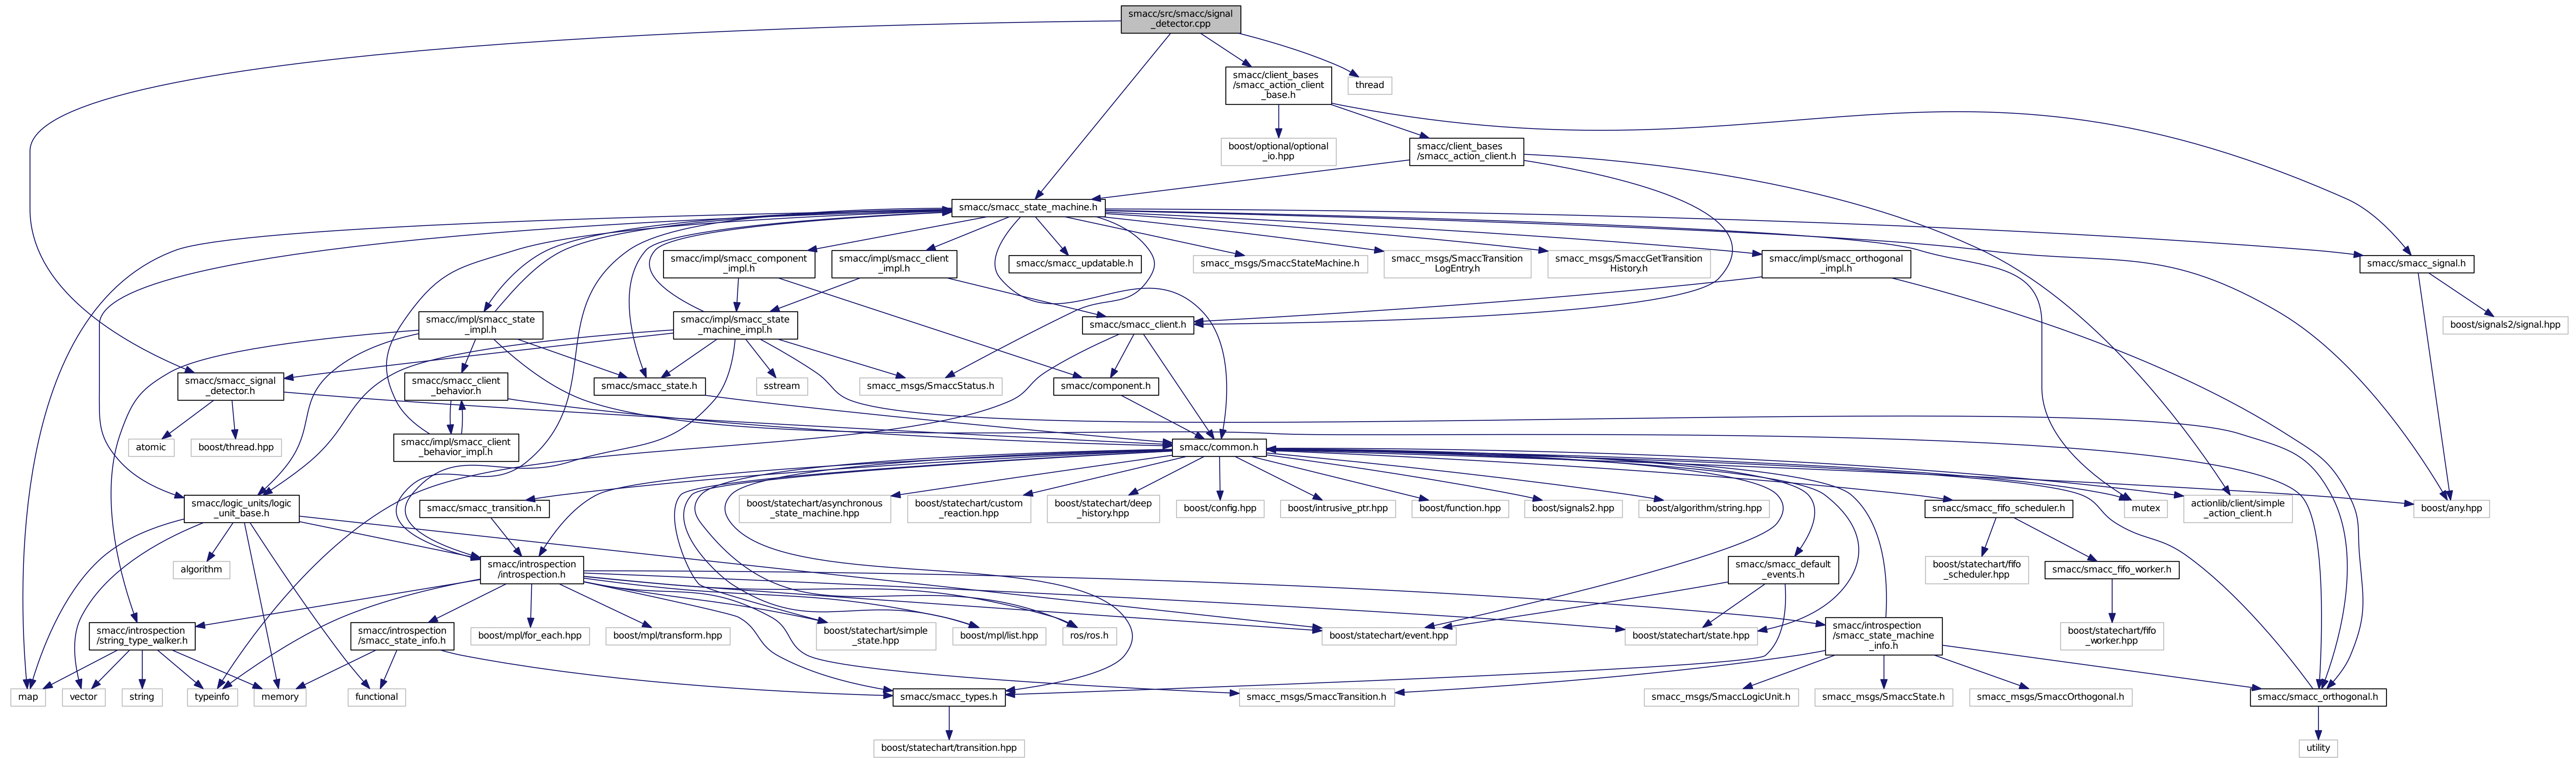 smacc/src/smacc/signal
_detector.cpp
smacc/client_bases
/smacc_action_client
_base.h
thread
boost/optional/optional
_io.hpp
smacc/client_bases
/smacc_action_client.h
smacc/smacc_state_machine.h
smacc/impl/smacc_component
_impl.h
smacc/impl/smacc_client
_impl.h
smacc/smacc_updatable.h
smacc_msgs/SmaccStateMachine.h
smacc_msgs/SmaccTransition
LogEntry.h
smacc_msgs/SmaccGetTransition
History.h
smacc/impl/smacc_orthogonal
_impl.h
smacc/smacc_signal.h
smacc/impl/smacc_state
_impl.h
smacc/impl/smacc_state
_machine_impl.h
smacc/smacc_client.h
boost/signals2/signal.hpp
smacc/smacc_signal
_detector.h
smacc/smacc_client
_behavior.h
smacc/smacc_state.h
sstream
smacc_msgs/SmaccStatus.h
smacc/component.h
atomic
boost/thread.hpp
smacc/impl/smacc_client
_behavior_impl.h
smacc/common.h
smacc/logic_units/logic
_unit_base.h
smacc/smacc_transition.h
boost/statechart/asynchronous
_state_machine.hpp
boost/statechart/custom
_reaction.hpp
boost/statechart/deep
_history.hpp
boost/config.hpp
boost/intrusive_ptr.hpp
boost/function.hpp
boost/signals2.hpp
boost/algorithm/string.hpp
smacc/smacc_fifo_scheduler.h
mutex
actionlib/client/simple
_action_client.h
boost/any.hpp
algorithm
smacc/introspection
/introspection.h
smacc/smacc_default
_events.h
boost/statechart/fifo
_scheduler.hpp
smacc/smacc_fifo_worker.h
smacc/introspection
/string_type_walker.h
smacc/introspection
/smacc_state_info.h
boost/mpl/for_each.hpp
boost/mpl/transform.hpp
boost/statechart/simple
_state.hpp
boost/mpl/list.hpp
ros/ros.h
boost/statechart/event.hpp
boost/statechart/state.hpp
smacc/introspection
/smacc_state_machine
_info.h
boost/statechart/fifo
_worker.hpp
map
vector
string
typeinfo
memory
functional
smacc/smacc_types.h
smacc_msgs/SmaccTransition.h
smacc_msgs/SmaccLogicUnit.h
smacc_msgs/SmaccState.h
smacc_msgs/SmaccOrthogonal.h
smacc/smacc_orthogonal.h
boost/statechart/transition.hpp
utility